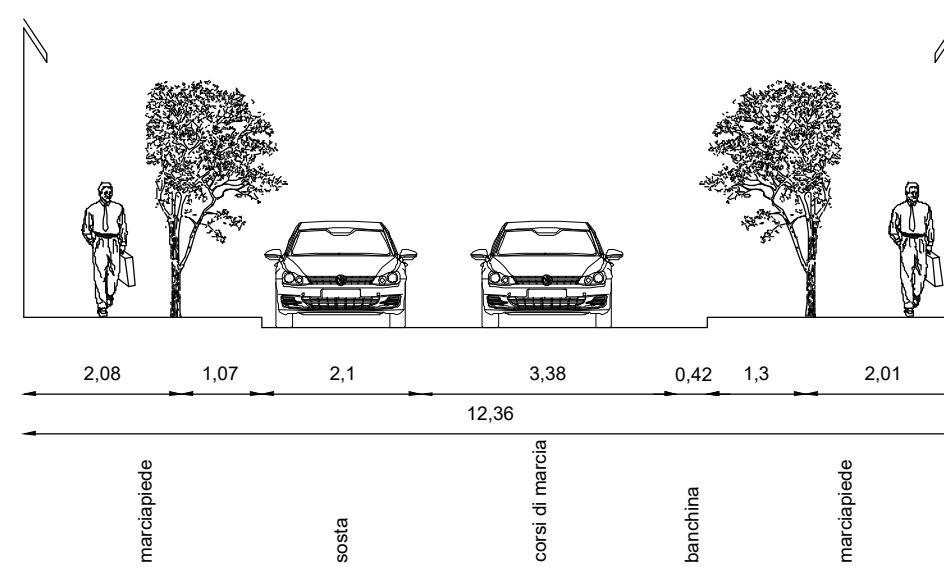 2,08 1,07 2,1 3,38 0,42 1,3 2,01
12,36
marciapiede
sosta
corsi di marcia
banchina
marciapiede